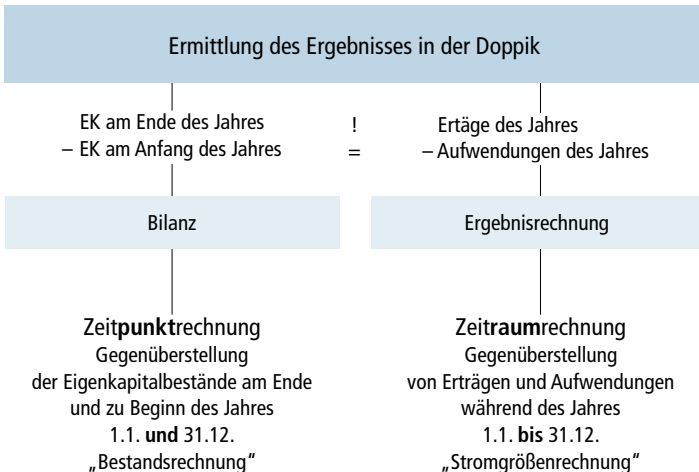 Ermittlung des Ergebnisses in der Doppik
EK am Ende des Jahres
– EK am Anfang des Jahres
!
=
Erträge des Jahres
– Aufwendungen des Jahres
Bilanz
Ergebnisrechnung
Zeitpunktrechnung
Gegenüberstellung
der Eigenkapitalbestände am Ende
und zu Beginn des Jahres
1.1. und 31.12.
„Bestandsrechnung“
Zeitraumrechnung
Gegenüberstellung
von Erträgen und Aufwendungen
während des Jahres
1.1. bis 31.12.
„Stromgrößenrechnung“